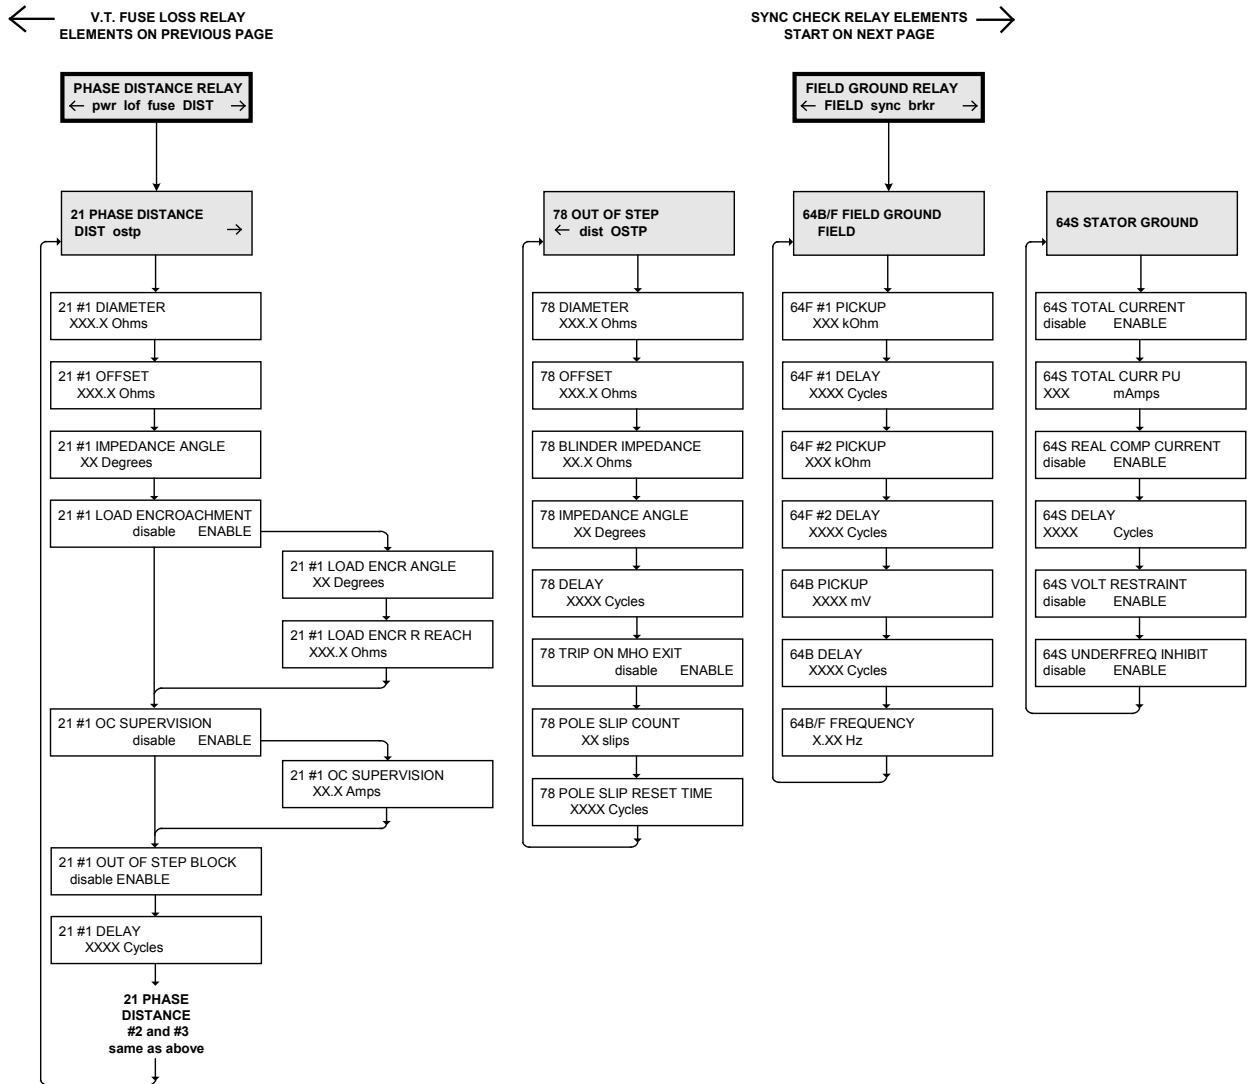 V.T. FUSE LOSS RELAY
ELEMENTS ON PREVIOUS PAGE
SYNC CHECK RELAY ELEMENTS
START ON NEXT PAGE
PHASE DISTANCE RELAY
← pwr lof fuse DIST →
21 PHASE DISTANCE
DIST ostp →
21 #1 DIAMETER
XXX.X Ohms
21 #1 OFFSET
XXX.X Ohms
21 #1 IMPEDANCE ANGLE
XX Degrees
21 #1 LOAD ENCROACHMENT
disable ENABLE
21 #1 LOAD ENCR ANGLE
XX Degrees
21 #1 LOAD ENCR R REACH
XXX.X Ohms
21 #1 OC SUPERVISION
disable ENABLE
21 #1 OC SUPERVISION
XX.X Amps
21 #1 OUT OF STEP BLOCK
disable ENABLE
21 #1 DELAY
XXXX Cycles
21 PHASE
DISTANCE
#2 and #3
same as above
78 OUT OF STEP
← dist OSTP
78 DIAMETER
XXX.X Ohms
78 OFFSET
XXX.X Ohms
78 BLINDER IMPEDANCE
XX.X Ohms
78 IMPEDANCE ANGLE
XX Degrees
78 DELAY
XXXX Cycles
78 TRIP ON MHO EXIT
disable ENABLE
78 POLE SLIP COUNT
XX slips
78 POLE SLIP RESET TIME
XXXX Cycles
FIELD GROUND RELAY
← FIELD sync brkr →
64B/F FIELD GROUND
FIELD
64F #1 PICKUP
XXX kOhm
64F #1 DELAY
XXXX Cycles
64F #2 PICKUP
XXX kOhm
64F #2 DELAY
XXXX Cycles
64B PICKUP
XXXX mV
64B DELAY
XXXX Cycles
64B/F FREQUENCY
X.XX Hz
64S STATOR GROUND
64S TOTAL CURRENT
disable ENABLE
64S TOTAL CURR PU
XXX mAmps
64S REAL COMP CURRENT
disable ENABLE
64S DELAY
XXXX Cycles
64S VOLT RESTRAINT
disable ENABLE
64S UNDERFREQ INHIBIT
disable ENABLE